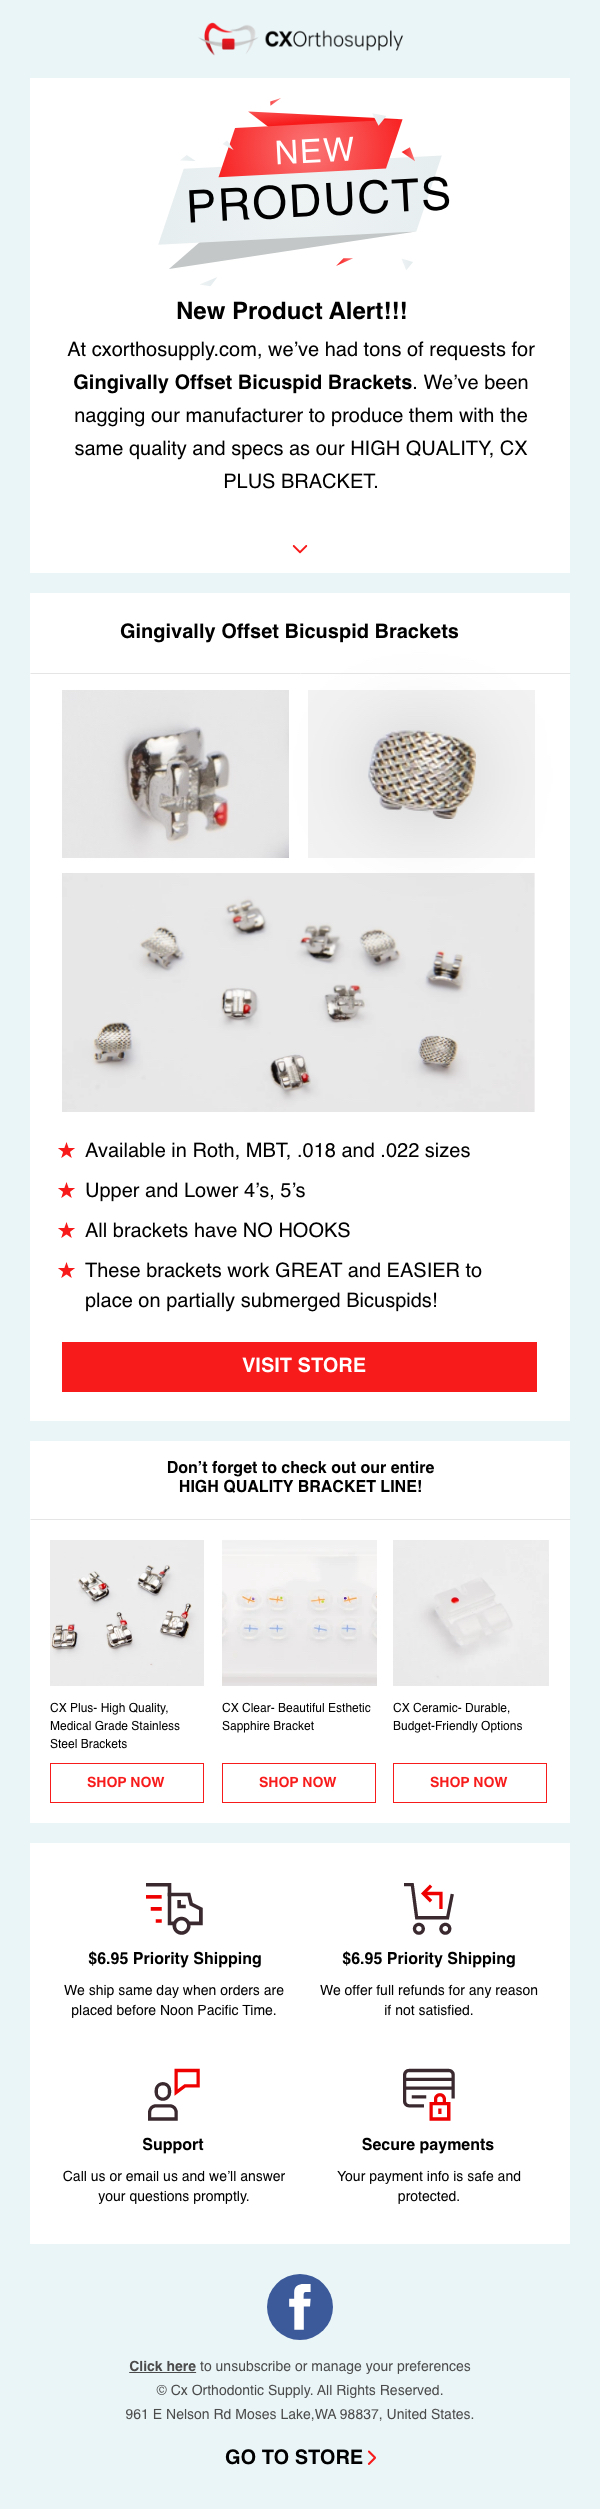 CXOrthosupply
NEW
PRODUCTS
New Product Alert!!!
At cxorthosupply.com, we've had tons of requests for
Gingivally Offset Bicuspid Brackets. We've been
nagging our manufacturer to produce them with the
same quality and specs as our HIGH QUALITY, CX
PLUS BRACKET.
Gingivally Offset Bicuspid Brackets
Available in Roth, MBT, .018 and .022 sizes
Upper and Lower 4's, 5's
All brackets have NO HOOKS
These brackets work GREAT and EASIER to
place on partially submerged Bicuspids!
VISIT STORE
Don't forget to check out our entire
HIGH QUALITY BRACKET LINE!
CX Plus- High Quality,
Medical Grade Stainless
Steel Brackets
SHOP NOW
CX Clear- Beautiful Esthetic
Sapphire Bracket
SHOP NOW
CX Ceramic- Durable,
Budget-Friendly Options
SHOP NOW
$6.95 Priority Shipping
We ship same day when orders are
placed before Noon Pacific Time.
$6.95 Priority Shipping
We offer full refunds for any reason
if not satisfied.
Support
Call us or email us and we'll answer
your questions promptly.
Secure payments
Your payment info is safe and
protected.
Click here to unsubscribe or manage your preferences
© Cx Orthodontic Supply. All Rights Reserved.
961 E Nelson Rd Moses Lake,WA 98837, United States.
GO TO STORE